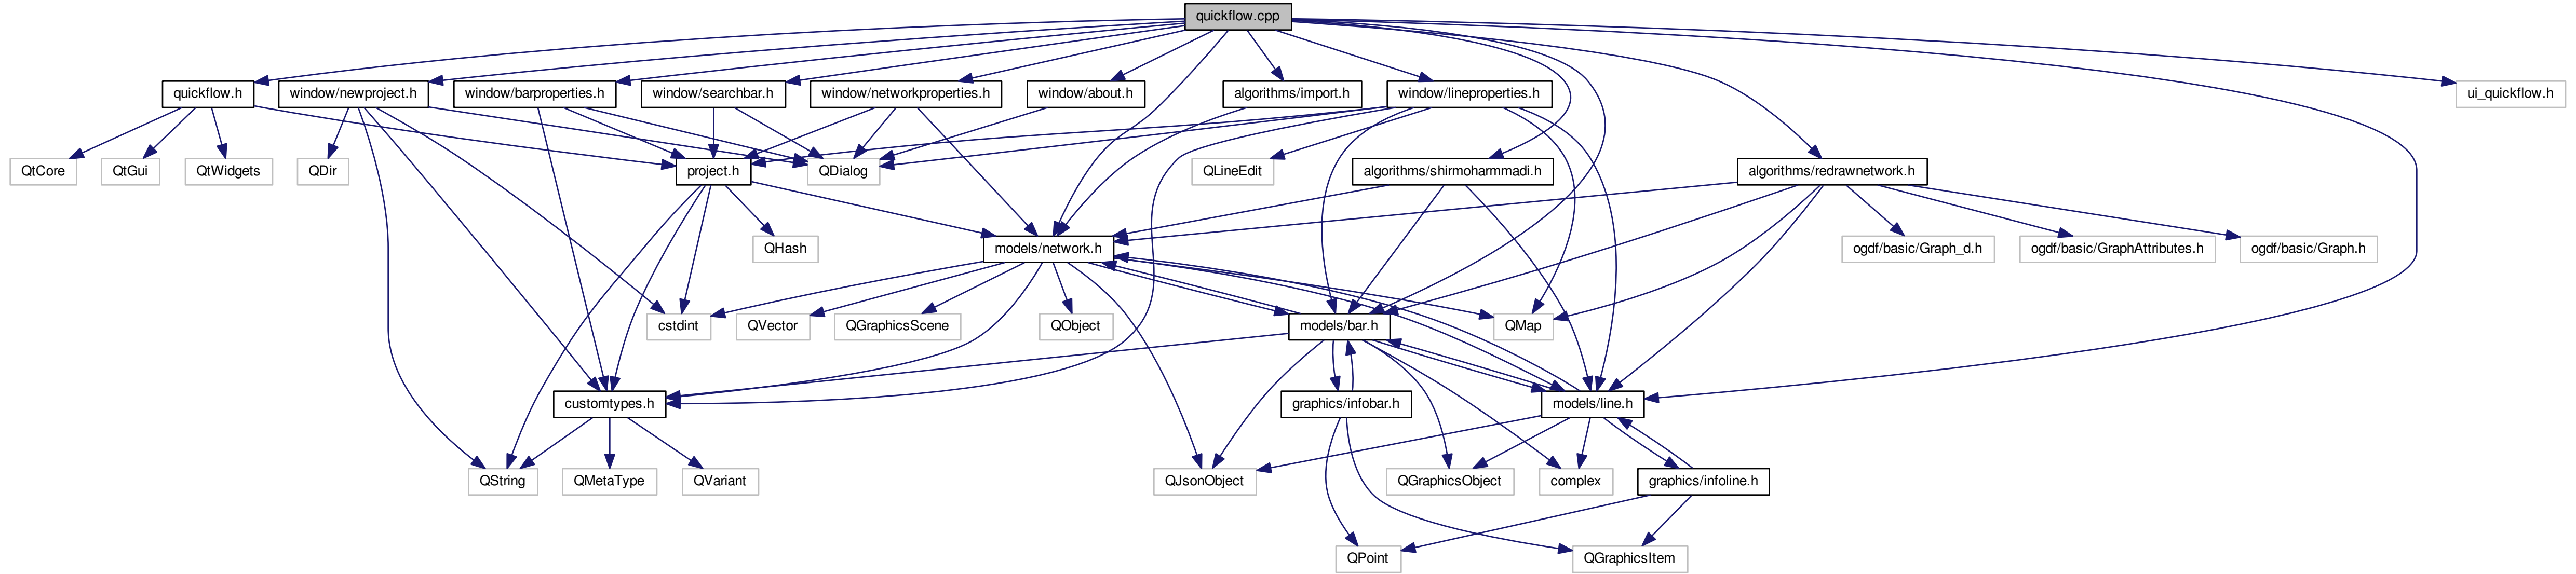 quickflow.cpp
quickflow.h
window/newproject.h
window/barproperties.h
window/searchbar.h
window/networkproperties.h
window/about.h
algorithms/import.h
window/lineproperties.h
ui_quickflow.h
QtCore
QtGui
QtWidgets
QDir
project.h
QDialog
QLineEdit
algorithms/shirmoharmmadi.h
algorithms/redrawnetwork.h
QHash
models/network.h
ogdf/basic/Graph_d.h
ogdf/basic/GraphAttributes.h
ogdf/basic/Graph.h
cstdint
QVector
QGraphicsScene
QObject
models/bar.h
QMap
customtypes.h
graphics/infobar.h
models/line.h
QString
QMetaType
QVariant
QJsonObject
QGraphicsObject
complex
graphics/infoline.h
QPoint
QGraphicsItem